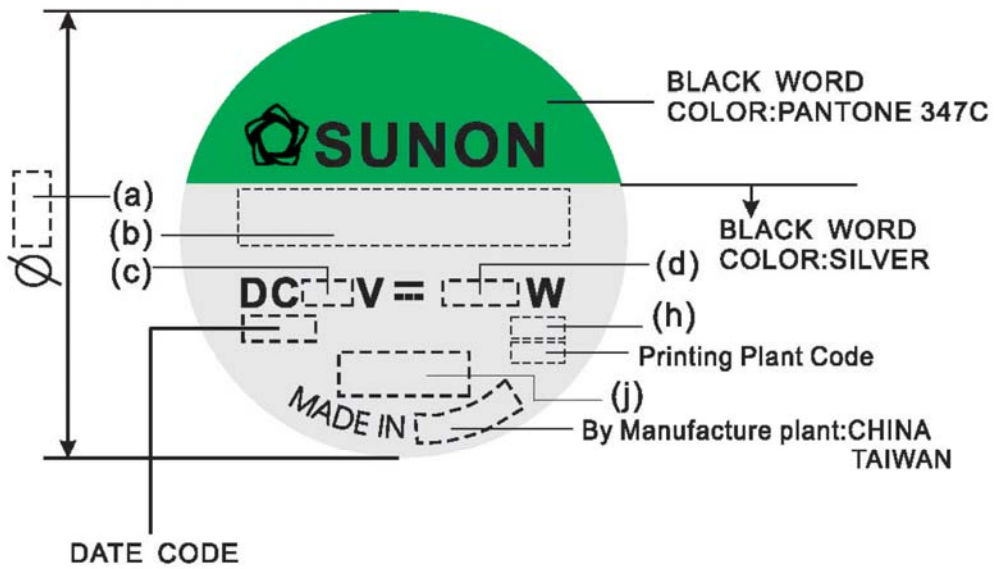 BLACK WORD
COLOR:PANTONE 347C
SUNON
(a)
(b)
BLACK WORD
COLOR:SILVER
Ø
(c)
(d)
DC V W
(h)
Printing Plant Code
(j)
MADE IN
By Manufacture plant:CHINA
TAIWAN
DATE CODE